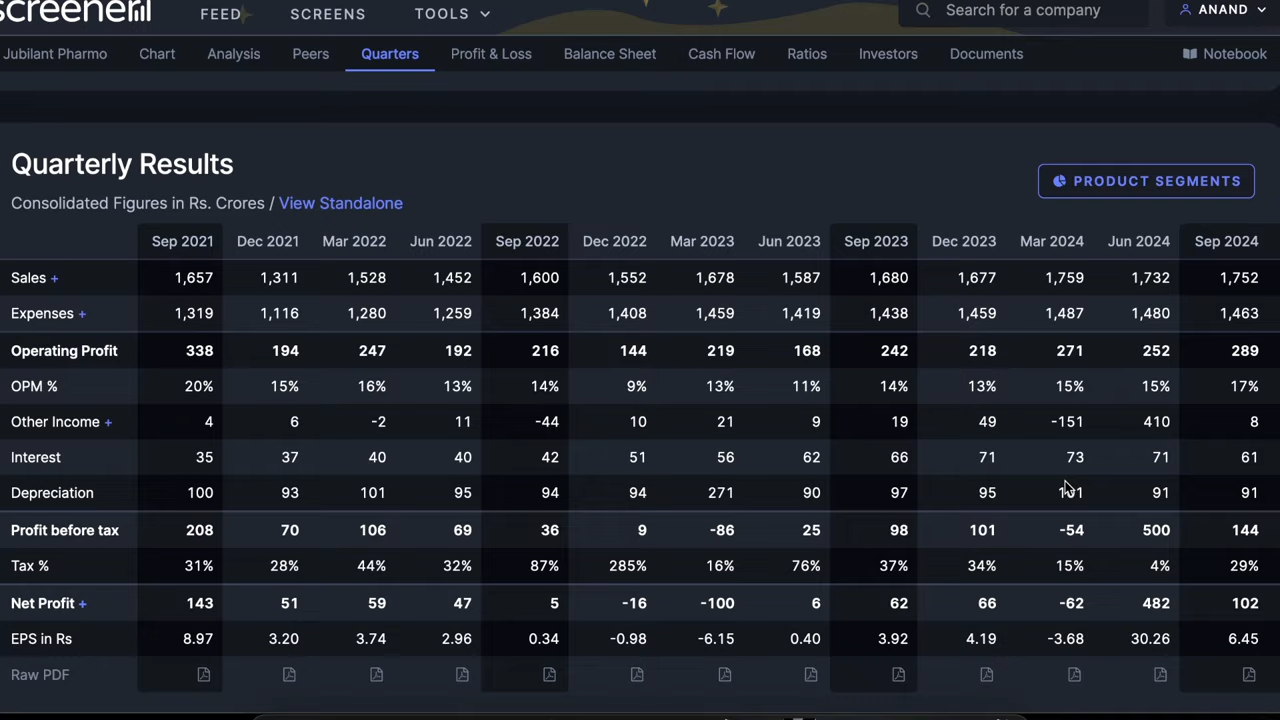 screener
FEED SCREENS TOOLS Search for a company ANAND
Jubilant Pharmo Chart Analysis Peers Quarters Profit & Loss Balance Sheet Cash Flow Ratios Investors Documents Notebook
Quarterly Results
PRODUCT SEGMENTS
Consolidated Figures in Rs. Crores / View Standalone
Sep 2021 Dec 2021 Mar 2022 Jun 2022 Sep 2022 Dec 2022 Mar 2023 Jun 2023 Sep 2023 Dec 2023 Mar 2024 Jun 2024 Sep 2024
Sales + 1,657 1,311 1,528 1,452 1,600 1,552 1,678 1,587 1,680 1,677 1,759 1,732 1,752
Expenses + 1,319 1,116 1,280 1,259 1,384 1,408 1,459 1,419 1,438 1,459 1,487 1,480 1,463
Operating Profit 338 194 247 192 216 144 219 168 242 218 271 252 289
OPM % 20% 15% 16% 13% 14% 9% 13% 11% 14% 13% 15% 15% 17%
Other Income + 4 6 -2 11 -44 10 21 9 19 49 -151 410 8
Interest 35 37 40 40 42 51 56 62 66 71 73 71 61
Depreciation 100 93 101 95 94 94 271 90 97 95 91 91
Profit before tax 208 70 106 69 36 9 -86 25 98 101 -54 500 144
Tax % 31% 28% 44% 32% 87% 285% 16% 76% 37% 34% 15% 4% 29%
Net Profit + 143 51 59 47 5 -16 -100 6 62 66 -62 482 102
EPS in Rs 8.97 3.20 3.74 2.96 0.34 -0.98 -6.15 0.40 3.92 4.19 -3.68 30.26 6.45
Raw PDF